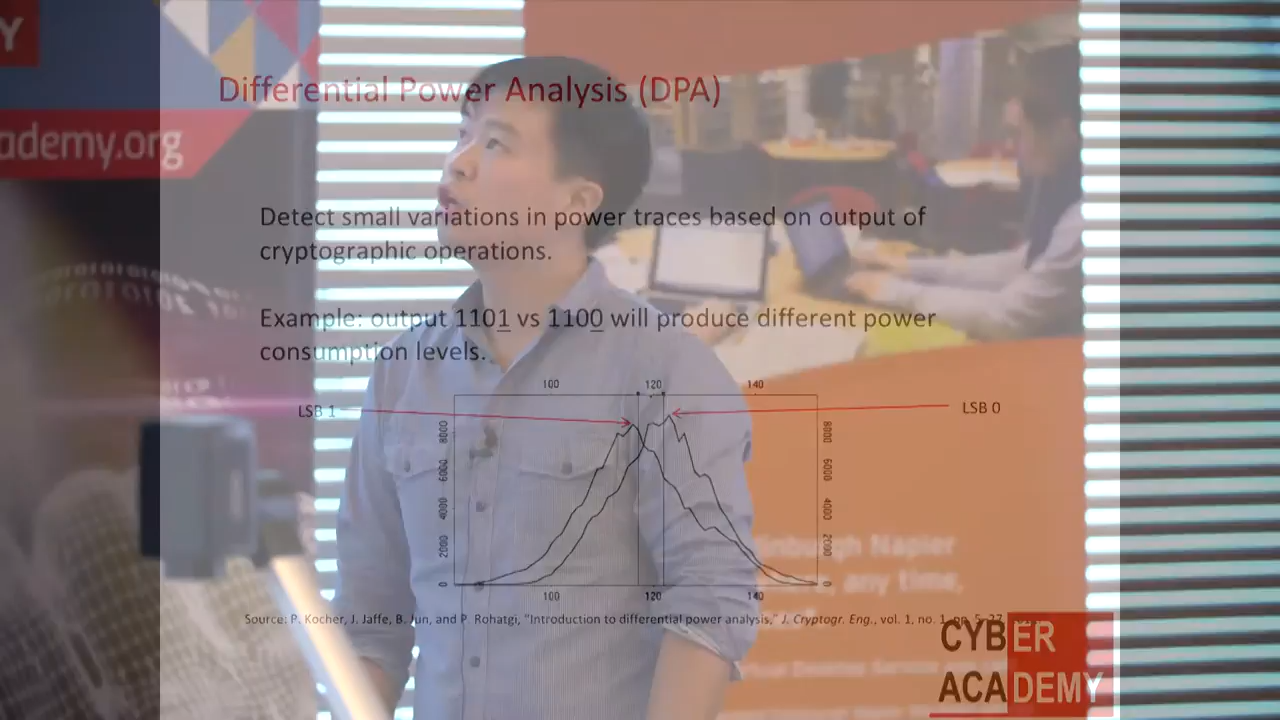 Y
ademy.org
Differential Power Analysis (DPA)
Detect small variations in power traces based on output of
cryptographic operations.
Example: output 1101 vs 1100 will produce different power
consumption levels.
100 120 140
LSB 1
LSB 0
8000 6000 4000 2000 0
8000 6000 4000 2000 0
100 120 140
Napier
any time,
Source: P. Kocher, J. Jaffe, B. Jun, and P. Rohatgi, "Introduction to differential power analysis," J. Cryptogr. Eng., vol. 1, no. 1, pp. 5–27,
CYBER
ACADEMY